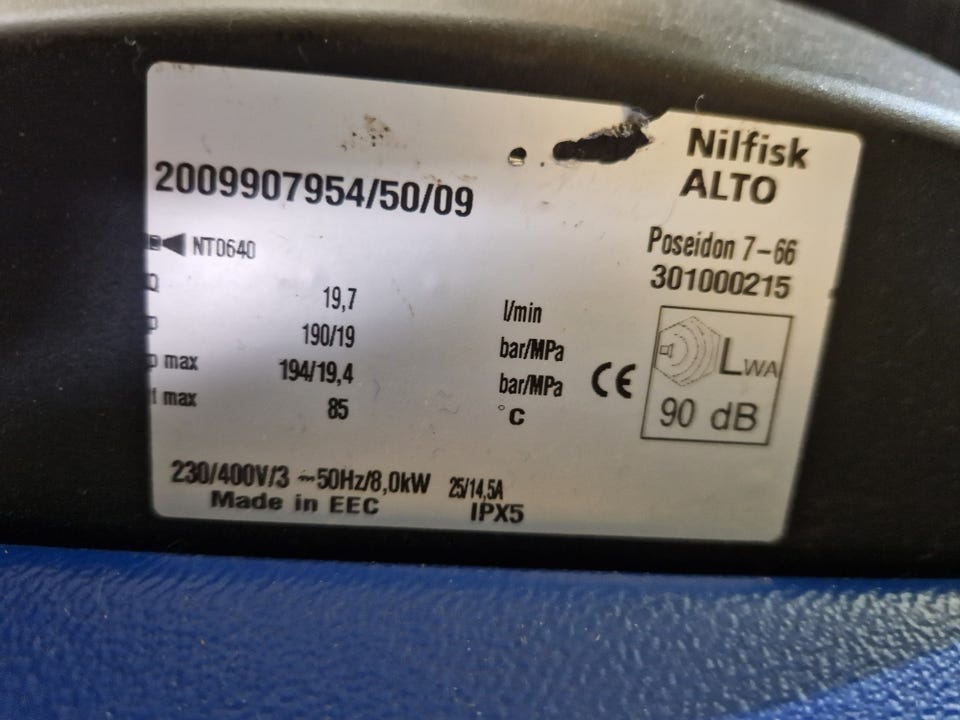 Nilfisk
ALTO
2009907954/50/09
Poseidon 7-66
301000215
NT0640
Q 19,7 l/min
p 190/19 bar/MPa
p max 194/19,4 bar/MPa
t max 85 °C
CE
LWA
90 dB
230/400V/3 ~50Hz/8,0kW 25/14,5A
Made in EEC IPX5